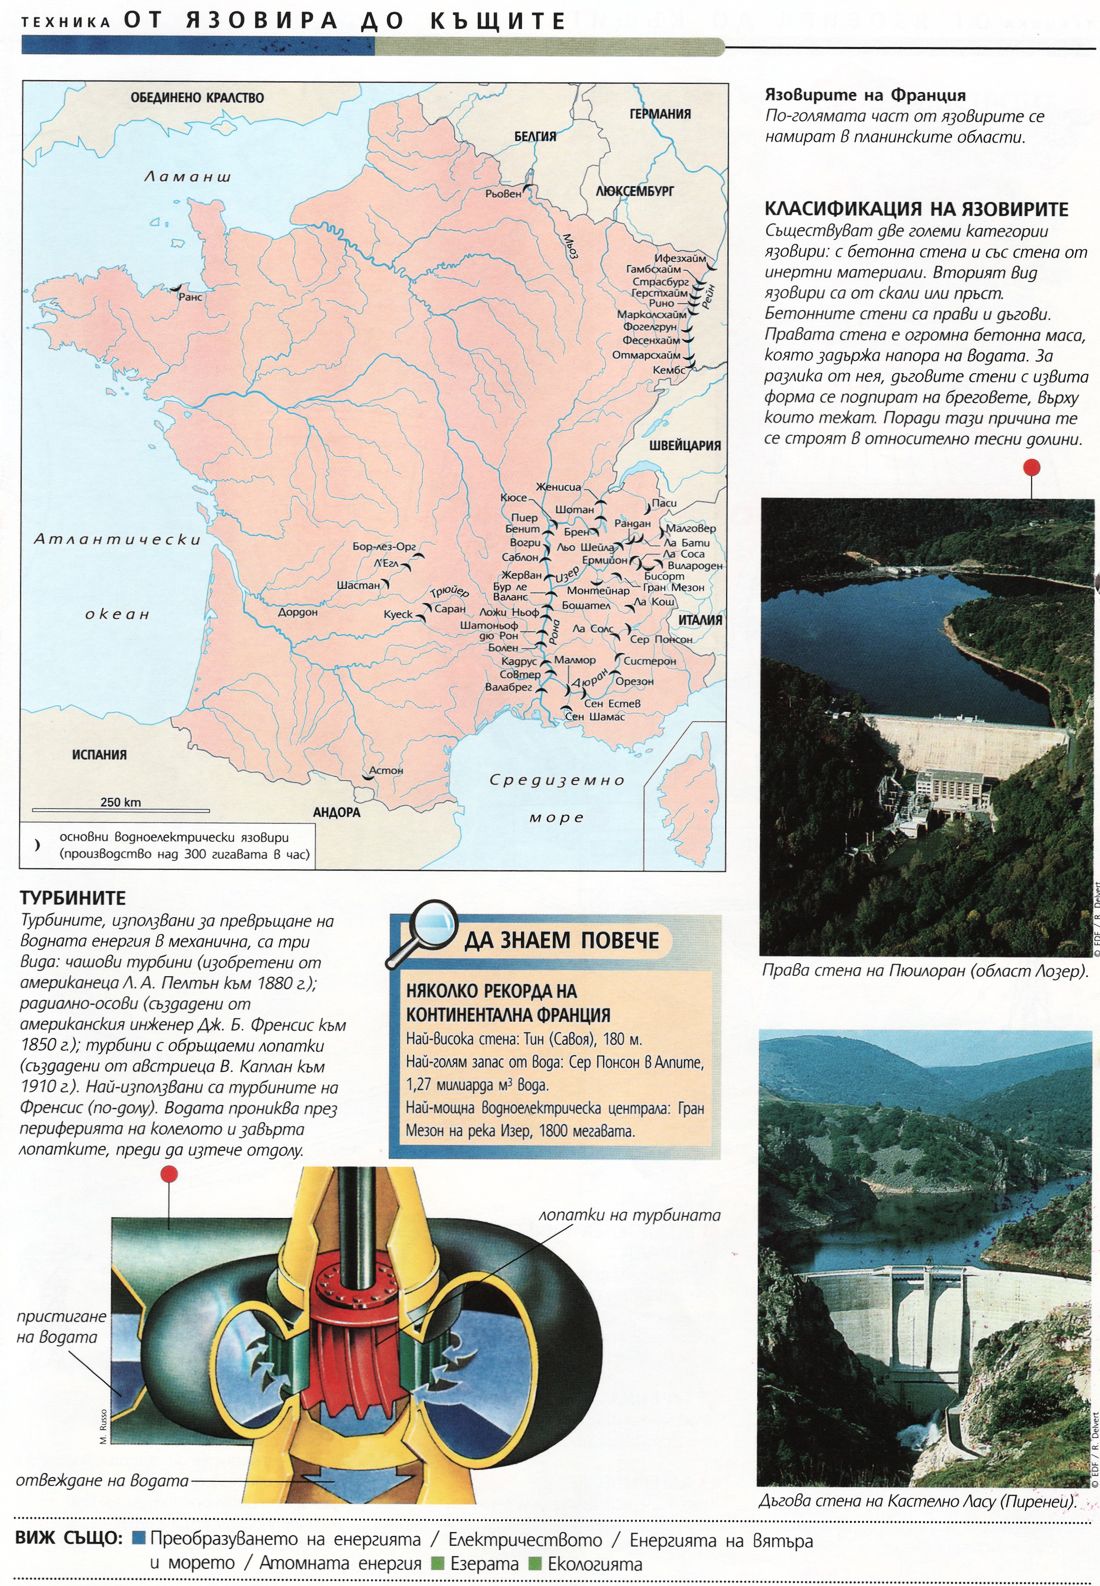 ТЕХНИКА ОТ ЯЗОВИРА ДО КЪЩИТЕ
ОБЕДИНЕНО КРАЛСТВО
ГЕРМАНИЯ
БЕЛГИЯ
Ламанш
ЛЮКСЕМБУРГ
Рьовен
Мьоз
Ифезхайм
Гамбсхайм
Страсбург
Герстхайм
Рино
Рейн
Марколсхайм
Фогелгрун
Фесенхайм
Отмарсхайм
Кембс
Ранс
ШВЕЙЦАРИЯ
Женисиа
Кюсе
Шотан
Паси
Пиер
Бенит
Брен
Рандан
Малговер
Вогри
Льо Шейла
Ла Бати
Саблон
Ермийон
Ла Соса
Вилароден
Атлантически
океан
Бор-лез-Орг
Л'Егл
Шастан
Трюйер
Дордон
Куеск
Саран
Жерван
Изер
Бисорт
Бур ле
Валанс
Монтейнар
Гран Мезон
Ложи Ньоф
Бошател
Ла Кош
Шатоньоф
дю Рон
Рона
Ла Солс
ИТАЛИЯ
Болен
Сер Понсон
Кадрус
Малмор
Систерон
Совтер
Дюран
Орезон
Валабрег
Сен Естев
Сен Шамас
ИСПАНИЯ
Астон
АНДОРА
Средиземно
море
250 km
основни водноелектрически язовири
(производство над 300 гигавата в час)
Язовирите на Франция
По-голямата част от язовирите се
намират в планинските области.
КЛАСИФИКАЦИЯ НА ЯЗОВИРИТЕ
Съществуват две големи категории
язовири: с бетонна стена и със стена от
инертни материали. Вторият вид
язовири са от скали или пръст.
Бетонните стени са прави и дъгови.
Правата стена е огромна бетонна маса,
която задържа напора на водата. За
разлика от нея, дъговите стени с извита
форма се подпират на бреговете, върху
които тежат. Поради тази причина те
се строят в относително тесни долини.
© EDF / R. Delvert
Права стена на Пюилоран (област Лозер).
ТУРБИНИТЕ
Турбините, използвани за превръщане на
водната енергия в механична, са три
вида: чашови турбини (изобретени от
американеца Л. А. Пелтън към 1880 г.);
радиално-осови (създадени от
американския инженер Дж. Б. Френсис към
1850 г.); турбини с обръщаеми лопатки
(създадени от австриеца В. Каплан към
1910 г.). Най-използвани са турбините на
Френсис (по-долу). Водата прониква през
периферията на колелото и завърта
лопатките, преди да изтече отдолу.
ДА ЗНАЕМ ПОВЕЧЕ
НЯКОЛКО РЕКОРДА НА
КОНТИНЕНТАЛНА ФРАНЦИЯ
Най-висока стена: Тин (Савоя), 180 м.
Най-голям запас от вода: Сер Понсон в Алпите,
1,27 милиарда м³ вода.
Най-мощна водноелектрическа централа: Гран
Мезон на река Изер, 1800 мегавата.
лопатки на турбината
пристигане
на водата
M. Russo
отвеждане на водата
© EDF / R. Delvert
Дъгова стена на Кастелно Ласу (Пиренеи).
ВИЖ СЪЩО: Преобразуването на енергията / Електричеството / Енергията на вятъра
и морето / Атомната енергия Езерата Екологията